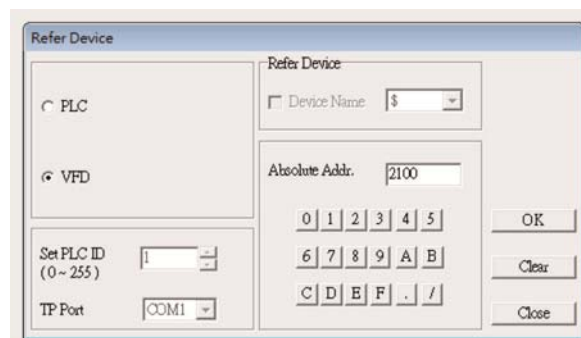 Refer Device
PLC
VFD
Set PLC ID
(0~255)
1
TP Port
COM1
Refer Device
Device Name
$
Absolute Addr.
2100
0 1 2 3 4 5
6 7 8 9 A B
C D E F . /
OK
Clear
Close